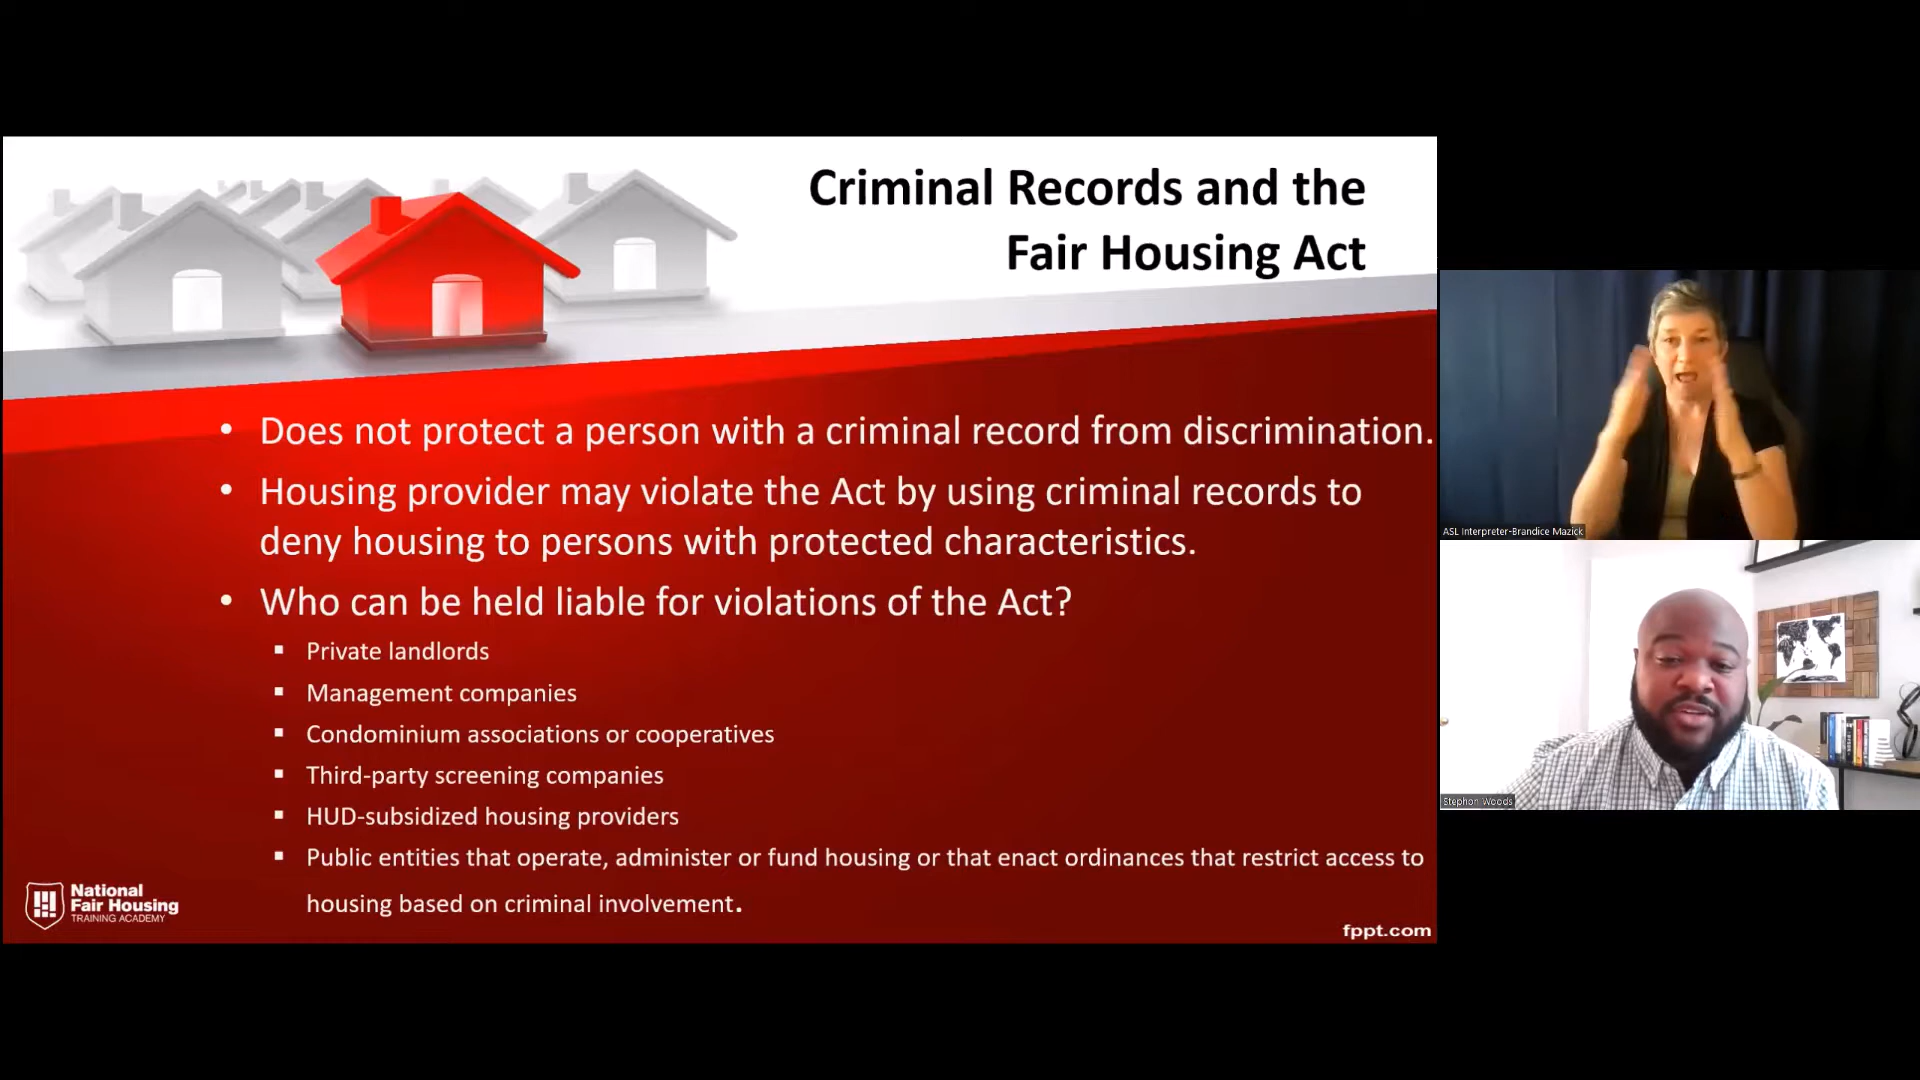 Criminal Records and the
Fair Housing Act
• Does not protect a person with a criminal record from discrimination.
• Housing provider may violate the Act by using criminal records to
deny housing to persons with protected characteristics.
• Who can be held liable for violations of the Act?
▪ Private landlords
▪ Management companies
▪ Condominium associations or cooperatives
▪ Third-party screening companies
▪ HUD-subsidized housing providers
▪ Public entities that operate, administer or fund housing or that enact ordinances that restrict access to
housing based on criminal involvement.
National
Fair Housing
TRAINING ACADEMY
fppt.com
ASL Interpreter-Brandice Mazick
Stephon Woods